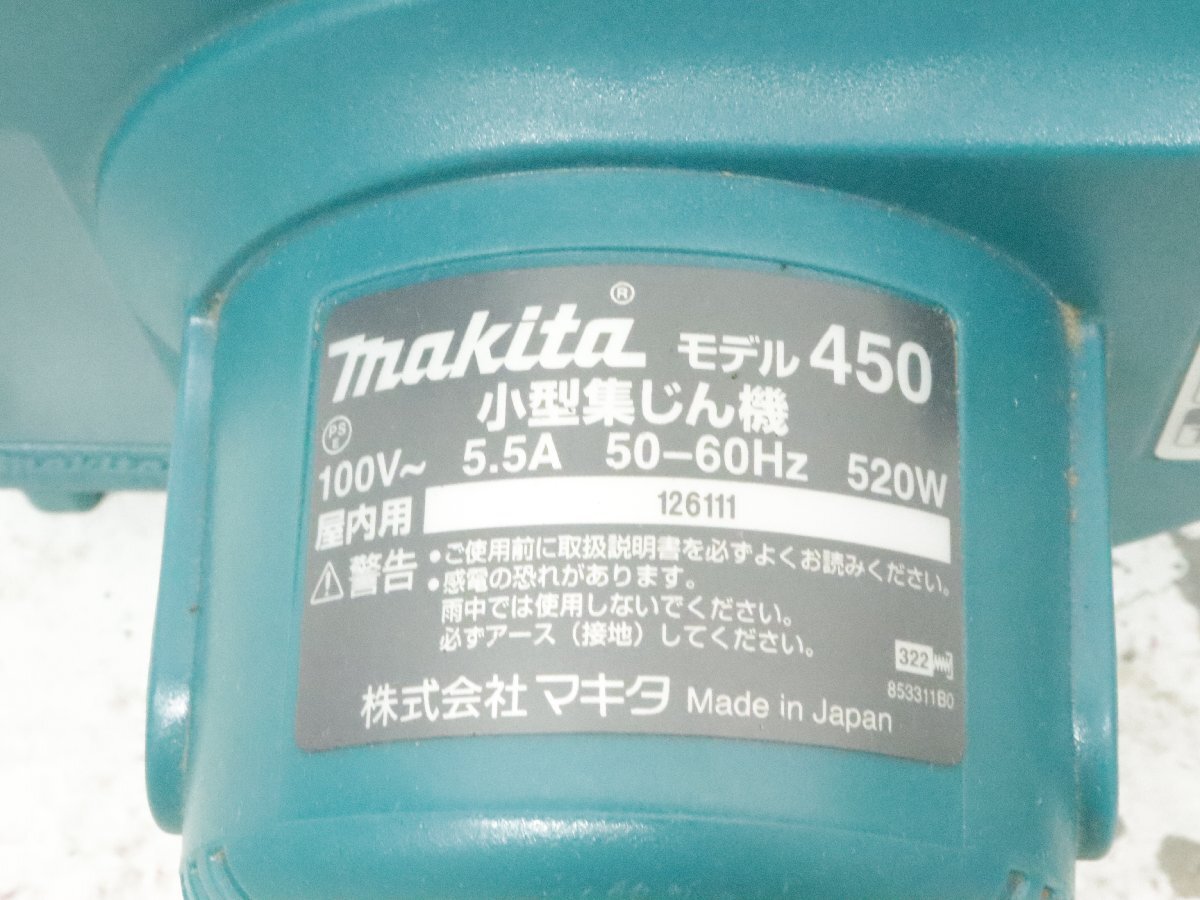 makita® モデル 450
小型集じん機
PS
E
100V~ 5.5A 50-60Hz 520W
屋内用 126111
⚠警告 •ご使用前に取扱説明書を必ずよくお読みください。
•感電の恐れがあります。
雨中では使用しないでください。
必ずアース(接地)してください。
322
853311B0
株式会社マキタ Made in Japan
makita